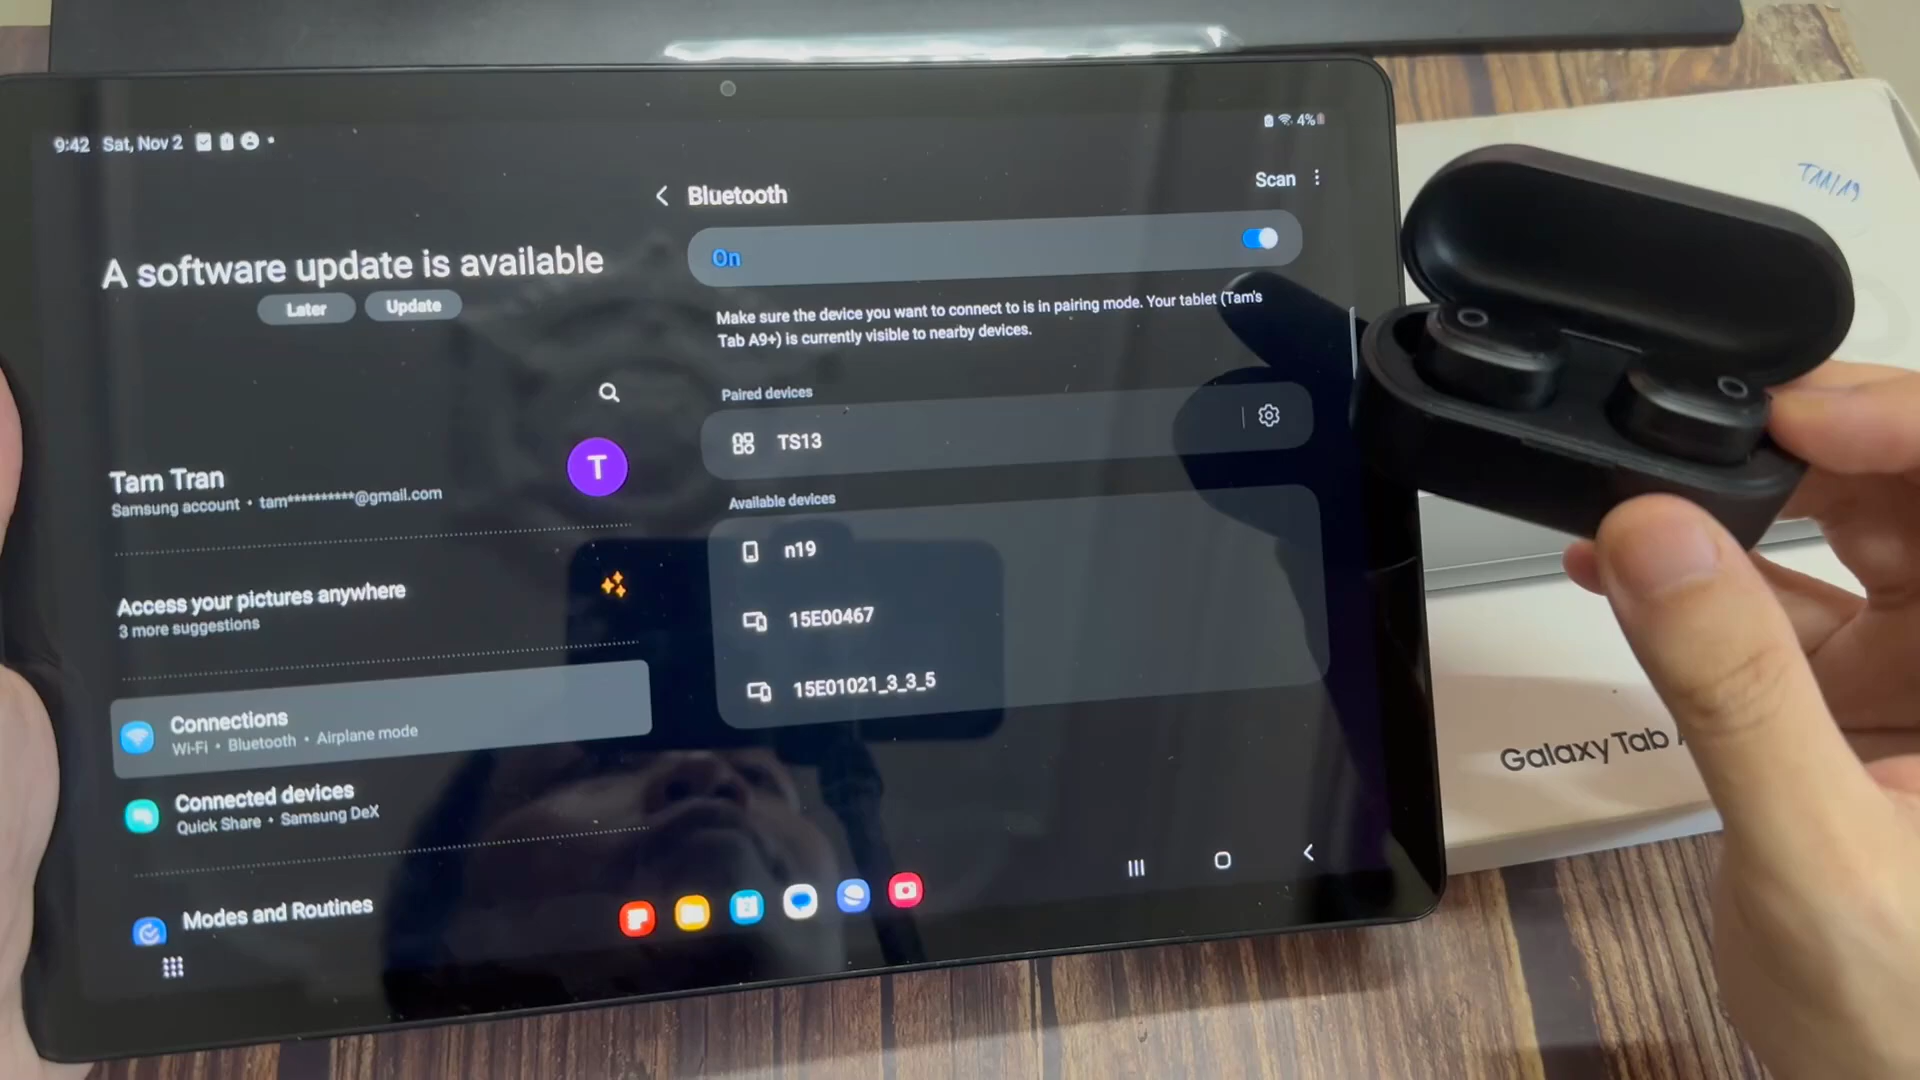 9:42 Sat, Nov 2
4%
A software update is available
Later Update
Tam Tran
Samsung account • tam**********@gmail.com
T
Access your pictures anywhere
3 more suggestions
Connections
Wi-Fi • Bluetooth • Airplane mode
Connected devices
Quick Share • Samsung DeX
Modes and Routines
Bluetooth
Scan
On
Make sure the device you want to connect to is in pairing mode. Your tablet (Tam's
Tab A9+) is currently visible to nearby devices.
Paired devices
TS13
Available devices
n19
15E00467
15E01021_3_3_5
Galaxy Tab